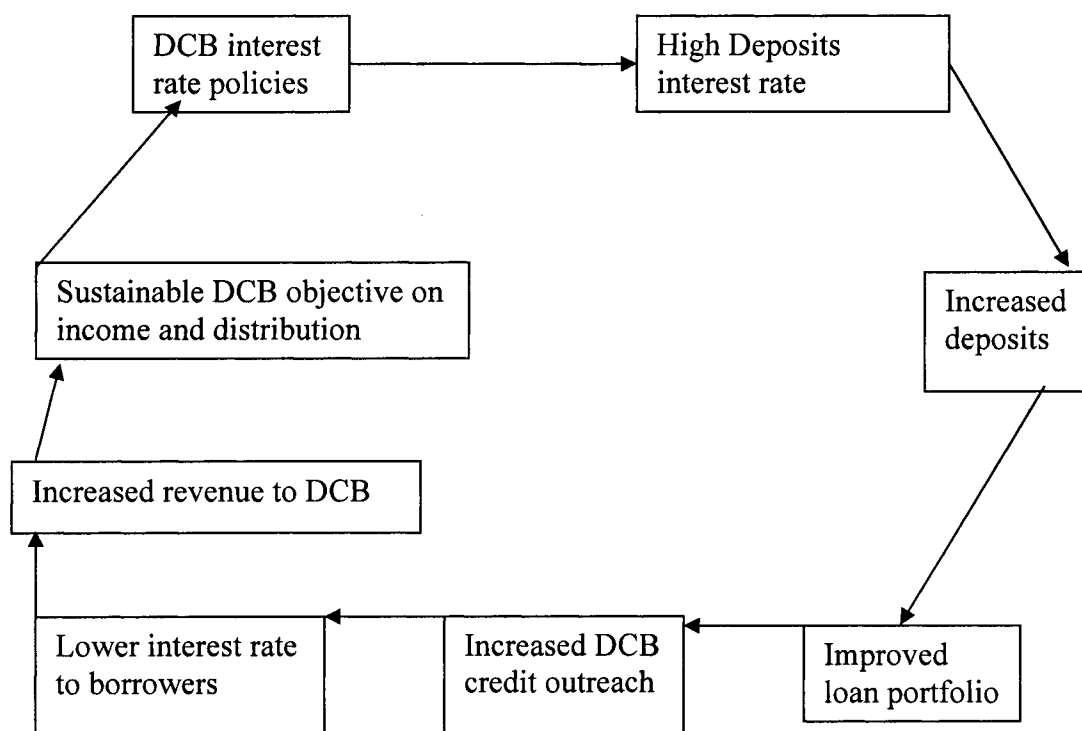 DCB interest
rate policies
High Deposits
interest rate
Increased
deposits
Improved
loan portfolio
Increased DCB
credit outreach
Lower interest rate
to borrowers
Increased revenue to DCB
Sustainable DCB objective on
income and distribution